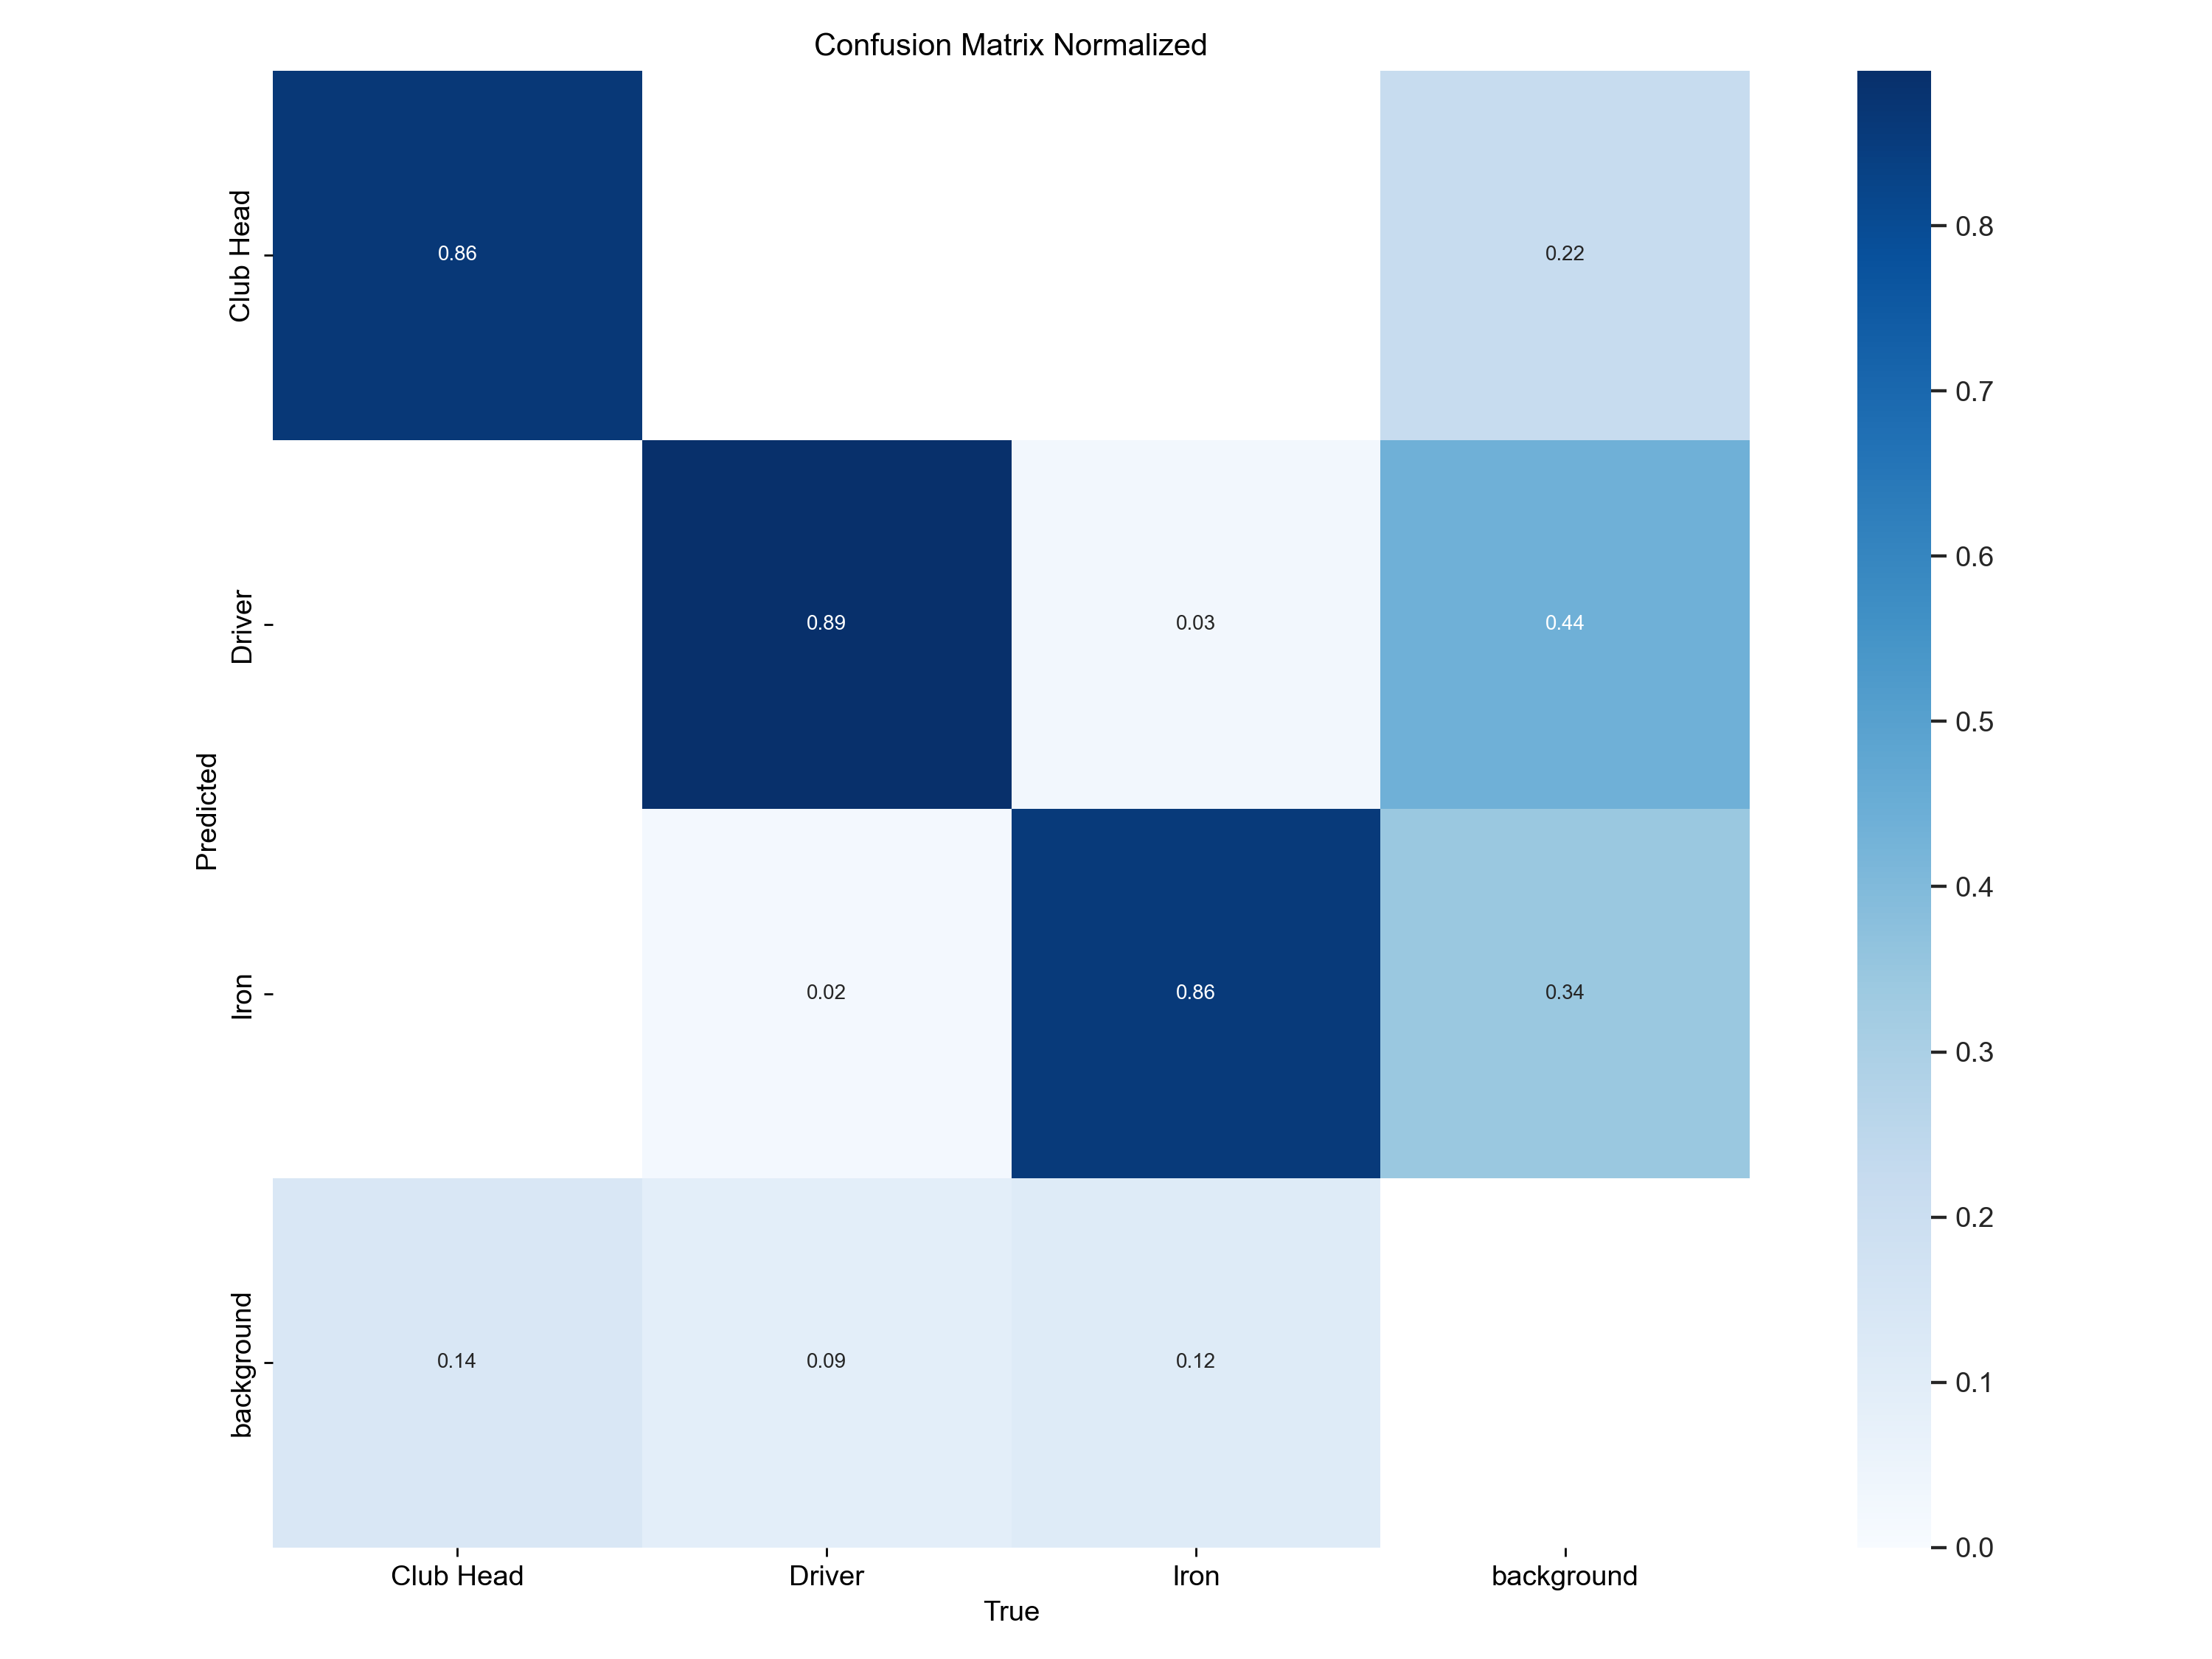 Confusion Matrix Normalized
Club Head
0.86
0.22
0.8
0.7
Driver
0.89
0.03
0.44
0.6
0.5
Predicted
Iron
0.02
0.86
0.34
0.4
0.3
background
0.14
0.09
0.12
0.2
0.1
0.0
Club Head Driver Iron background
True